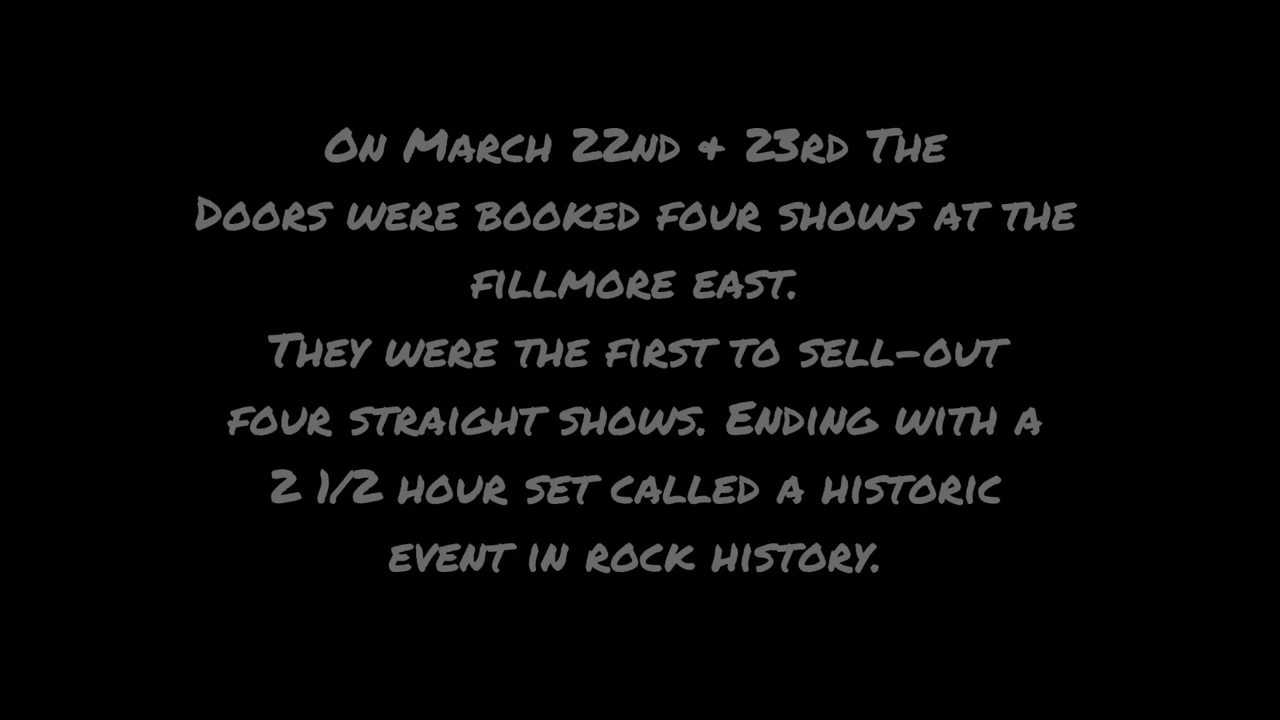 On March 22nd & 23rd The
Doors were booked four shows at the
fillmore east.
They were the first to sell-out
four straight shows. Ending with a
2 1/2 hour set called a historic
event in rock history.